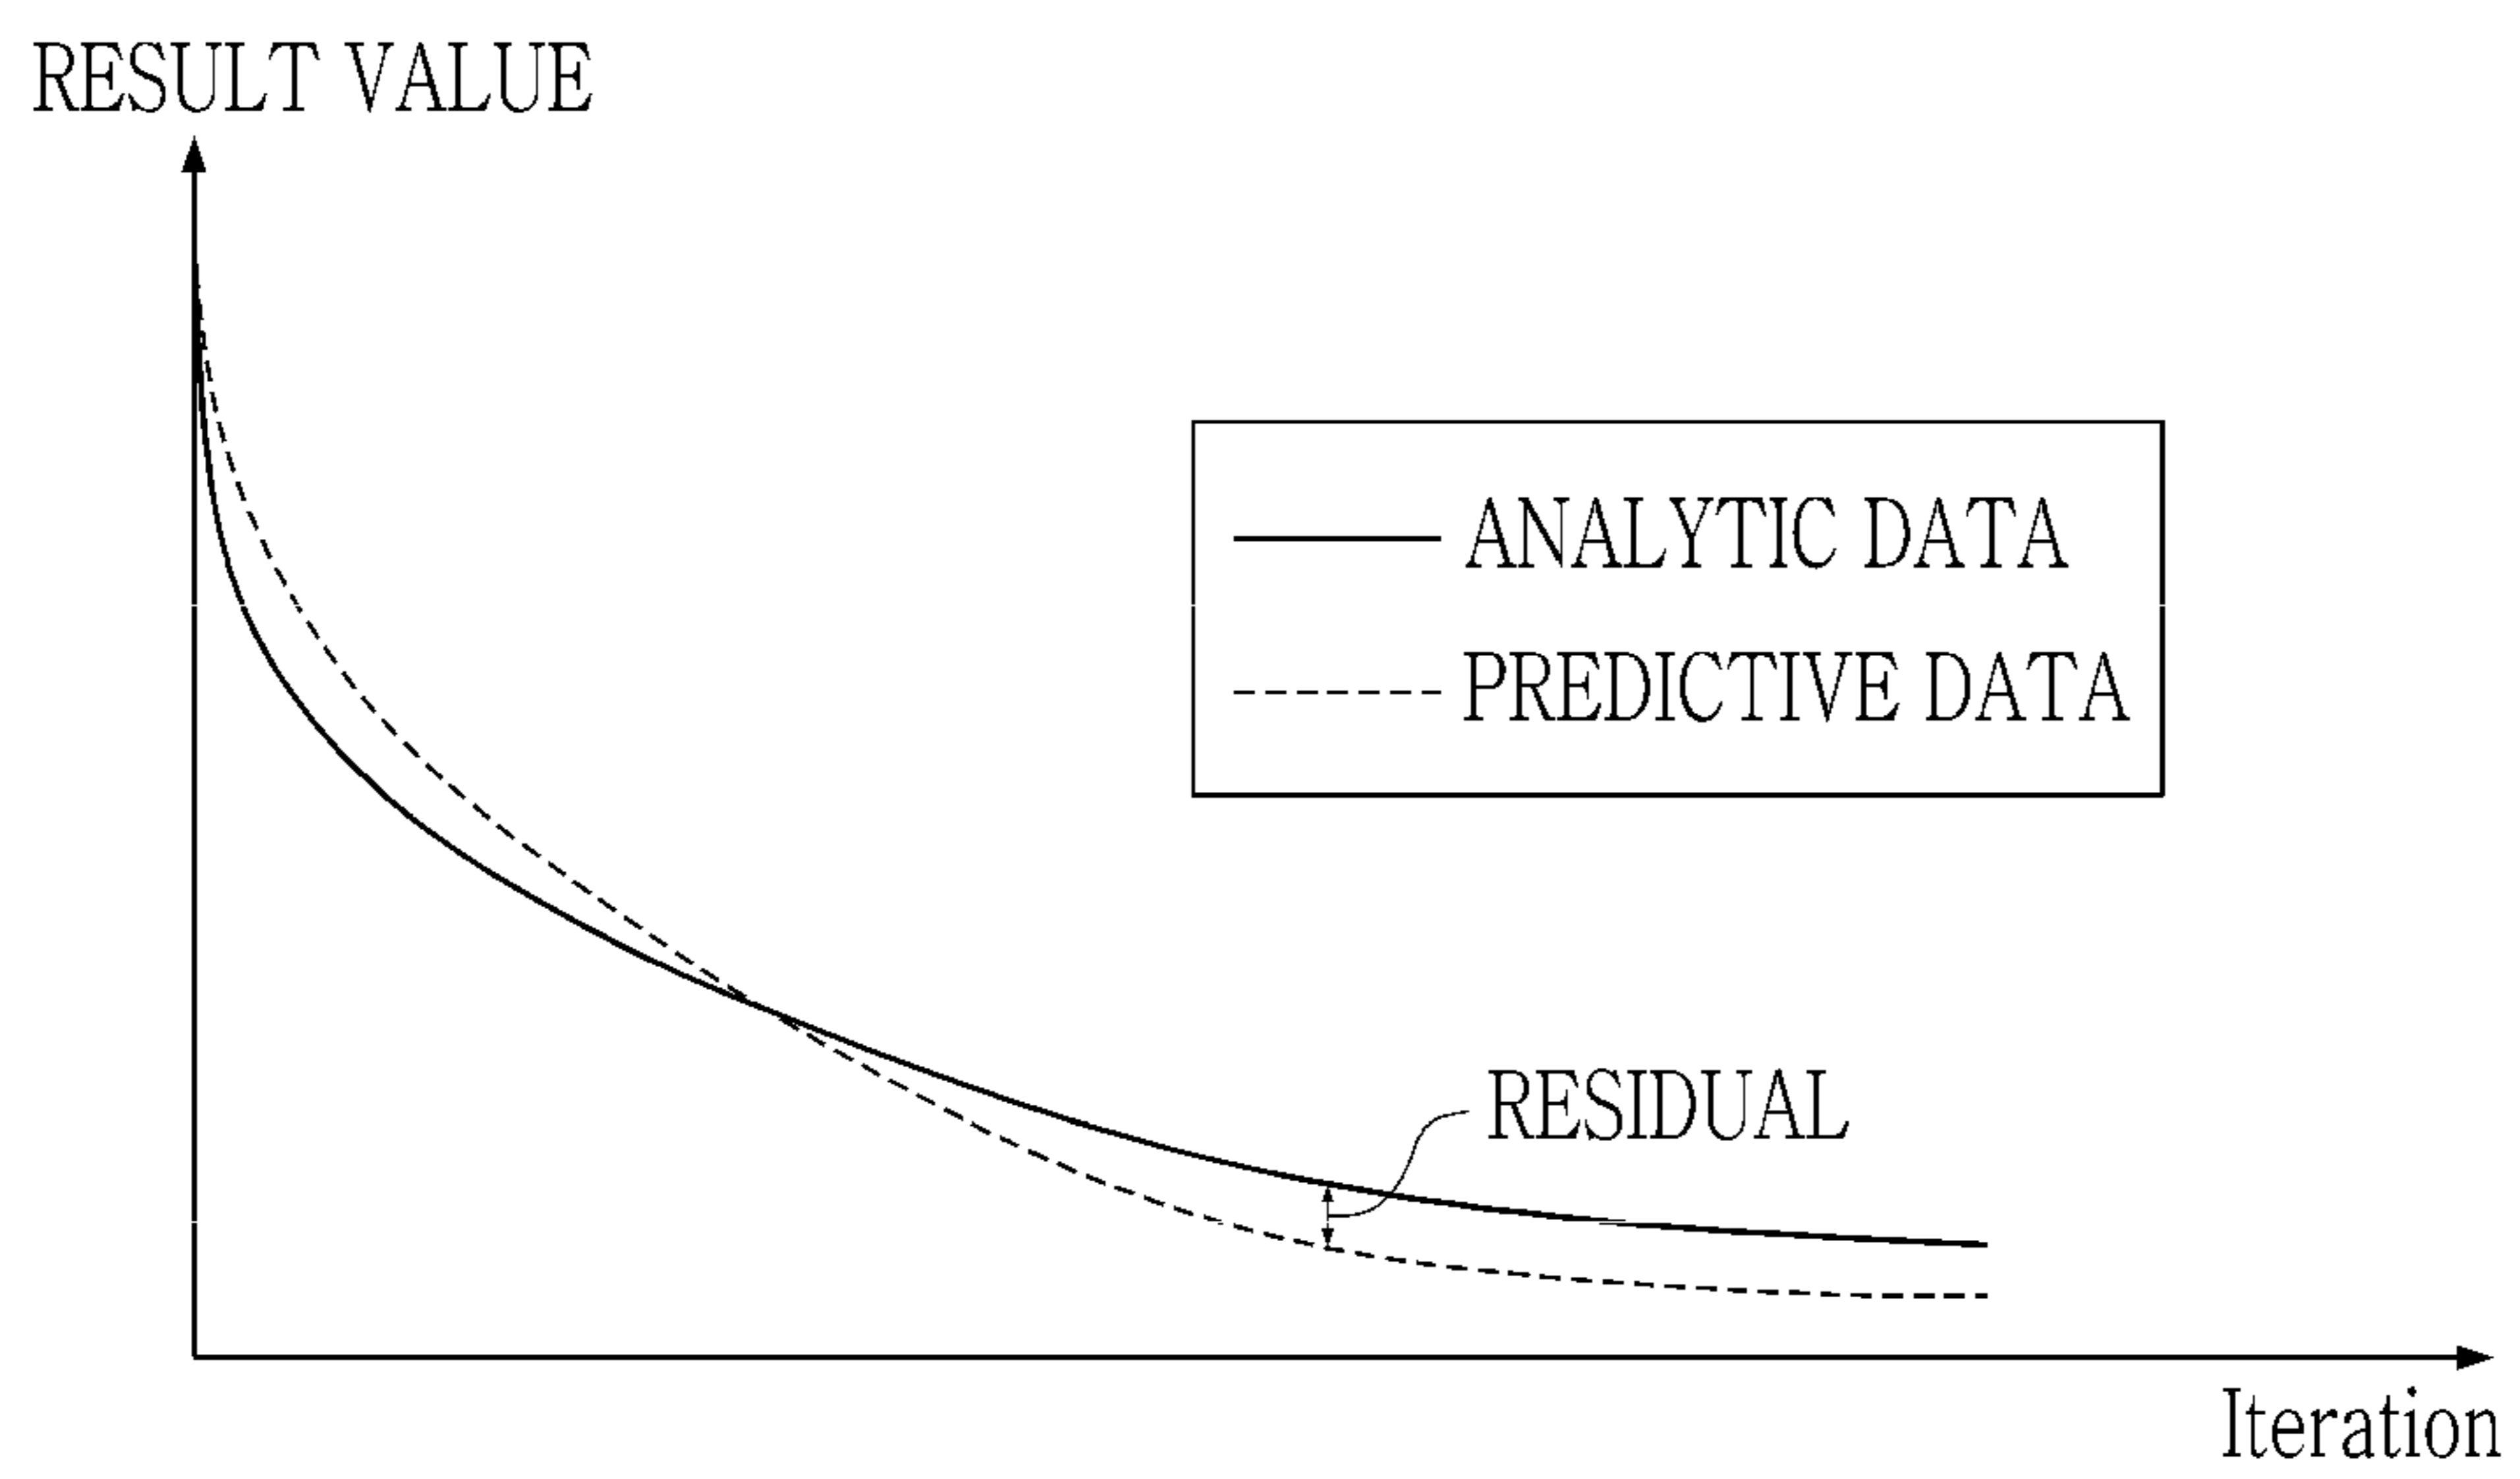 RESULT VALUE
ANALYTIC DATA
PREDICTIVE DATA
RESIDUAL
Iteration